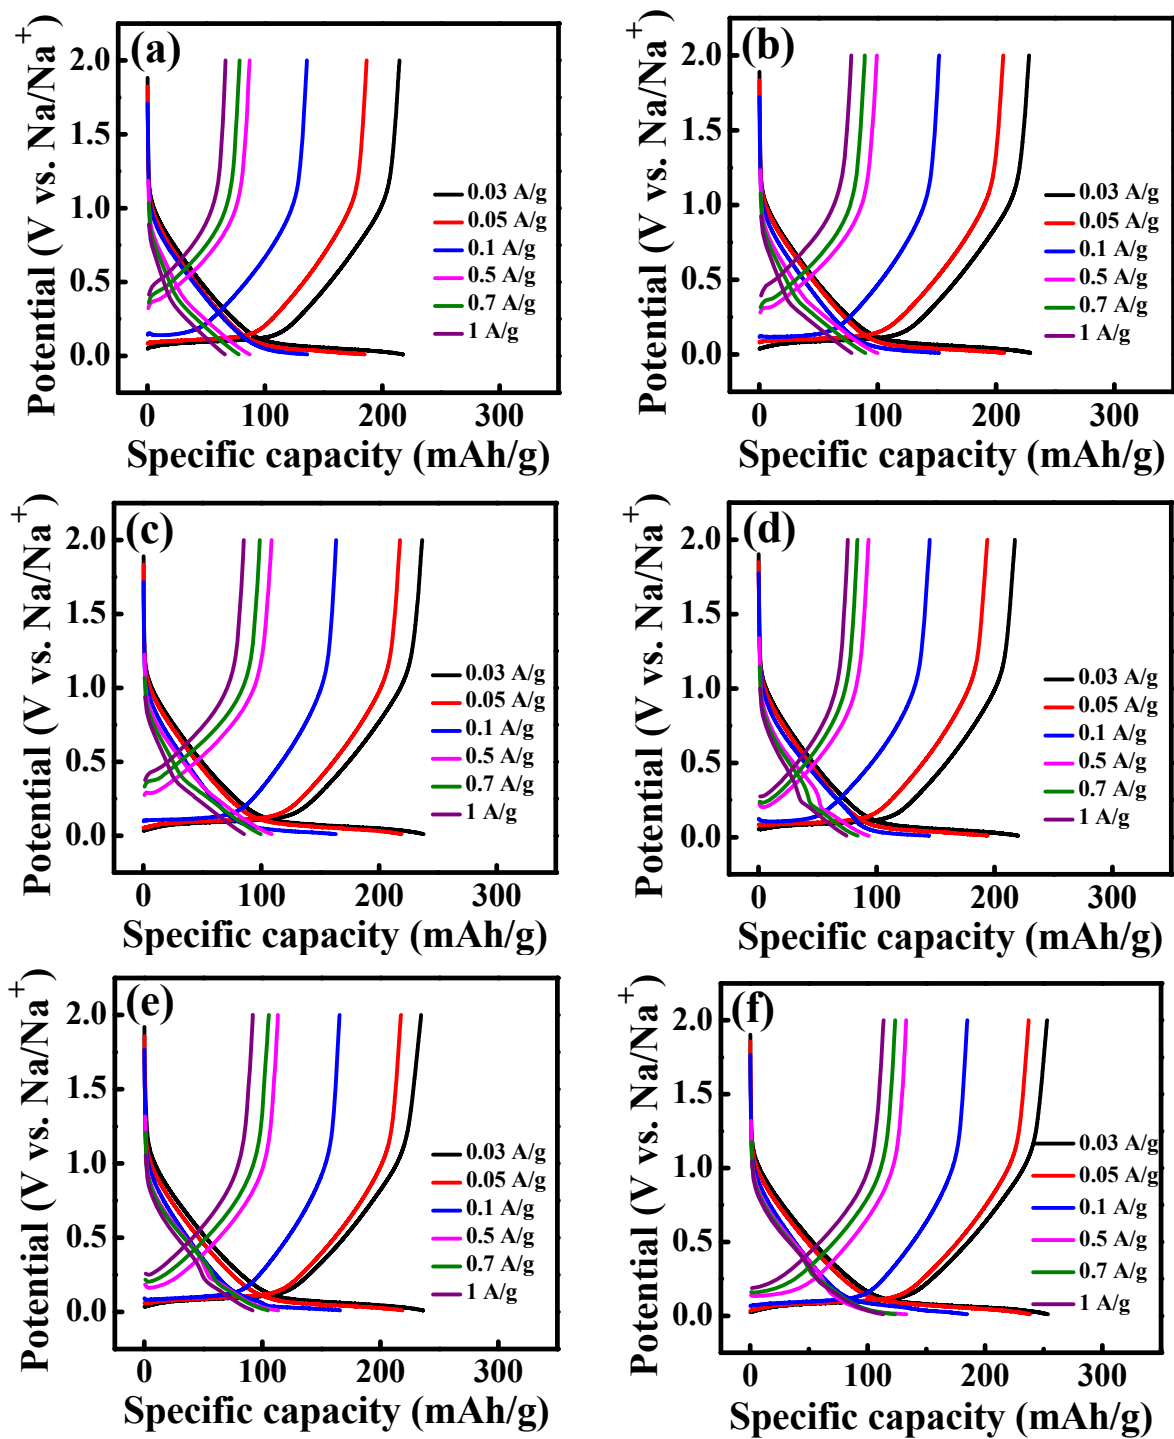 (a)
Potential (V vs. Na/Na+)
2.0
1.5
1.0
0.5
0.0
0.03 A/g
0.05 A/g
0.1 A/g
0.5 A/g
0.7 A/g
1 A/g
0 100 200 300
Specific capacity (mAh/g)
(b)
Potential (V vs. Na/Na+)
2.0
1.5
1.0
0.5
0.0
0.03 A/g
0.05 A/g
0.1 A/g
0.5 A/g
0.7 A/g
1 A/g
0 100 200 300
Specific capacity (mAh/g)
(c)
Potential (V vs. Na/Na+)
2.0
1.5
1.0
0.5
0.0
0.03 A/g
0.05 A/g
0.1 A/g
0.5 A/g
0.7 A/g
1 A/g
0 100 200 300
Specific capacity (mAh/g)
(d)
Potential (V vs. Na/Na+)
2.0
1.5
1.0
0.5
0.0
0.03 A/g
0.05 A/g
0.1 A/g
0.5 A/g
0.7 A/g
1 A/g
0 100 200 300
Specific capacity (mAh/g)
(e)
Potential (V vs. Na/Na+)
2.0
1.5
1.0
0.5
0.0
0.03 A/g
0.05 A/g
0.1 A/g
0.5 A/g
0.7 A/g
1 A/g
0 100 200 300
Specific capacity (mAh/g)
(f)
Potential (V vs. Na/Na+)
2.0
1.5
1.0
0.5
0.0
0.03 A/g
0.05 A/g
0.1 A/g
0.5 A/g
0.7 A/g
1 A/g
0 100 200 300
Specific capacity (mAh/g)